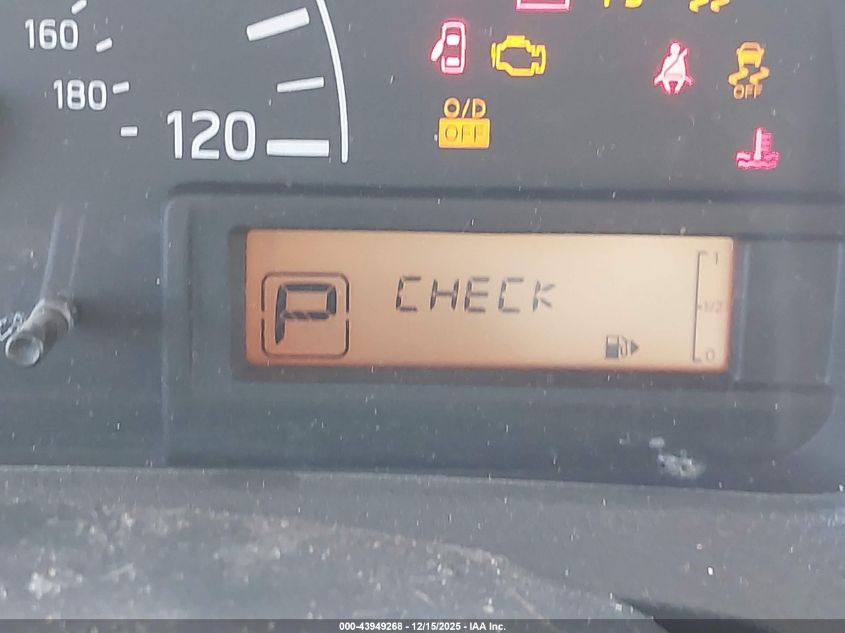 160
180
120
O/D
OFF
OFF
P CHECK
1
1/2
0
000-43949268 - 12/15/2025 - IAA Inc.